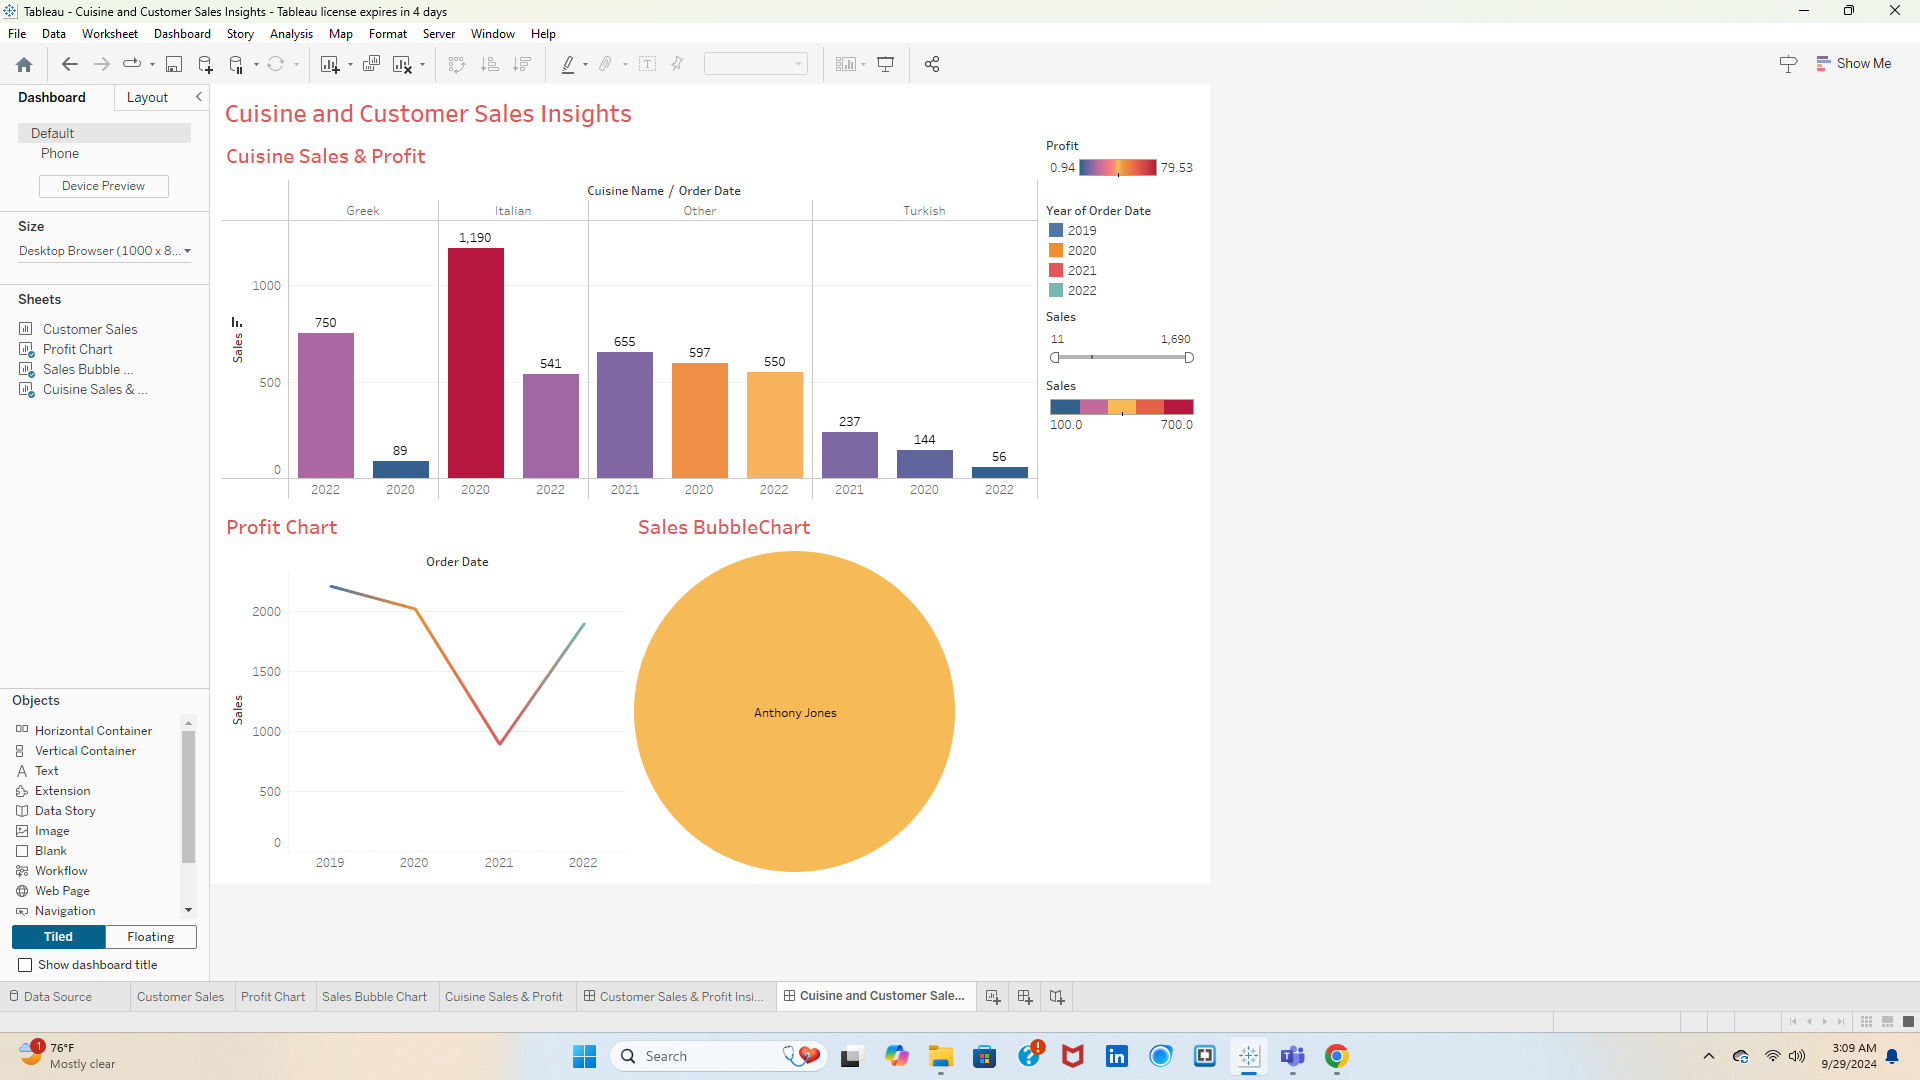 Tableau - Cuisine and Customer Sales Insights - Tableau license expires in 4 days
File Data Worksheet Dashboard Story Analysis Map Format Server Window Help
Show Me
Dashboard Layout
Default
Phone
Device Preview
Size
Desktop Browser (1000 x 8...
Sheets
Customer Sales
Profit Chart
Sales Bubble ...
Cuisine Sales & ...
Objects
Horizontal Container
Vertical Container
Text
Extension
Data Story
Image
Blank
Workflow
Web Page
Navigation
Tiled Floating
Show dashboard title
Cuisine and Customer Sales Insights
Cuisine Sales & Profit
Cuisine Name / Order Date
Greek Italian Other Turkish
Sales
1000
500
0
750 89 1,190 541 655 597 550 237 144 56
2022 2020 2020 2022 2021 2020 2022 2021 2020 2022
Profit
0.94 79.53
Year of Order Date
2019
2020
2021
2022
Sales
11 1,690
Sales
100.0 700.0
Profit Chart
Order Date
Sales
2000
1500
1000
500
0
2019 2020 2021 2022
Sales BubbleChart
Anthony Jones
Data Source Customer Sales Profit Chart Sales Bubble Chart Cuisine Sales & Profit Customer Sales & Profit Insi... Cuisine and Customer Sale...
1
76°F
Mostly clear
Search
3:09 AM
9/29/2024